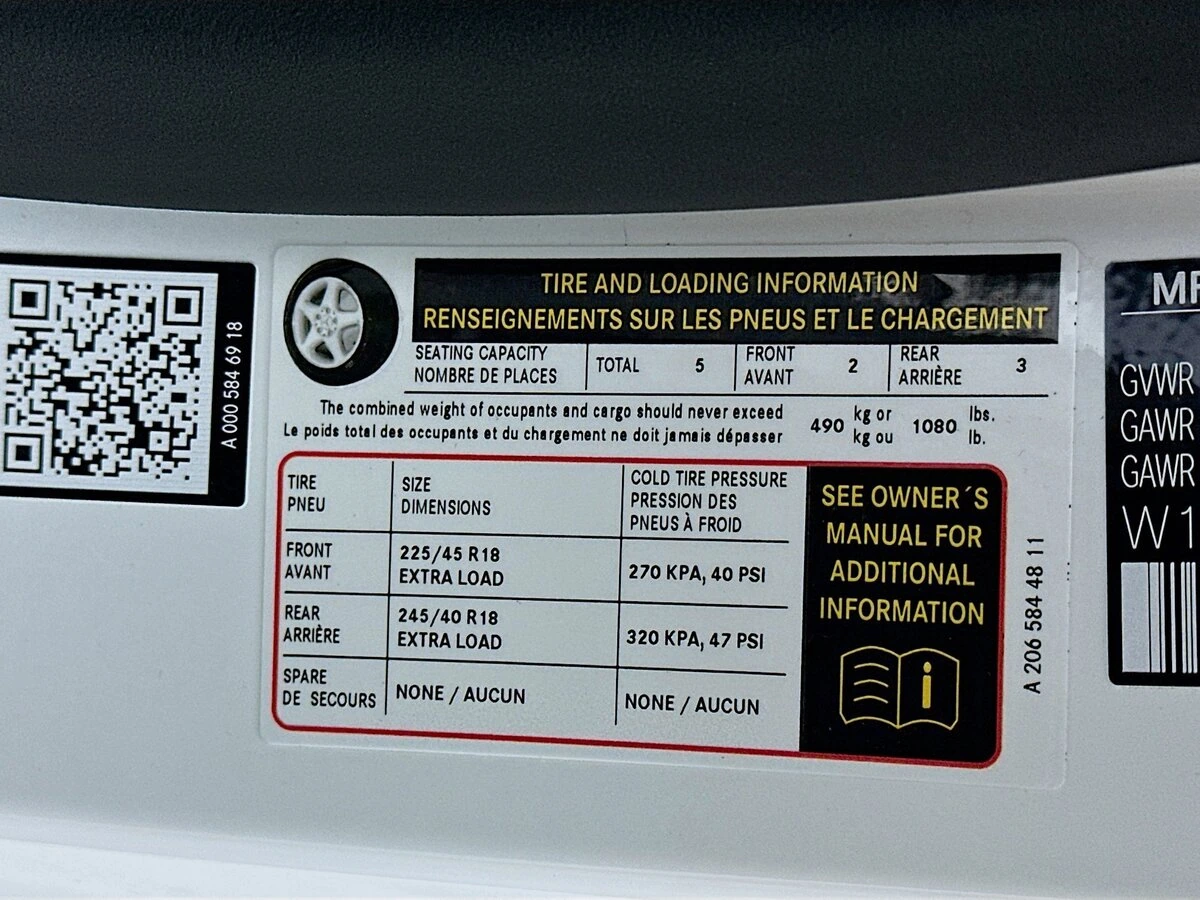 A 000 584 69 18
TIRE AND LOADING INFORMATION
RENSEIGNEMENTS SUR LES PNEUS ET LE CHARGEMENT
SEATING CAPACITY
NOMBRE DE PLACES
TOTAL 5
FRONT
AVANT
2
REAR
ARRIÈRE
3
The combined weight of occupants and cargo should never exceed
Le poids total des occupants et du chargement ne doit jamais dépasser
490
kg or
kg ou
1080
lbs.
lb.
TIRE
PNEU
SIZE
DIMENSIONS
COLD TIRE PRESSURE
PRESSION DES
PNEUS À FROID
FRONT
AVANT
225/45 R18
EXTRA LOAD
270 KPA, 40 PSI
REAR
ARRIÈRE
245/40 R18
EXTRA LOAD
320 KPA, 47 PSI
SPARE
DE SECOURS
NONE / AUCUN
NONE / AUCUN
SEE OWNER´S
MANUAL FOR
ADDITIONAL
INFORMATION
i
A 206 584 48 11
GVWR
GAWR
GAWR
W1